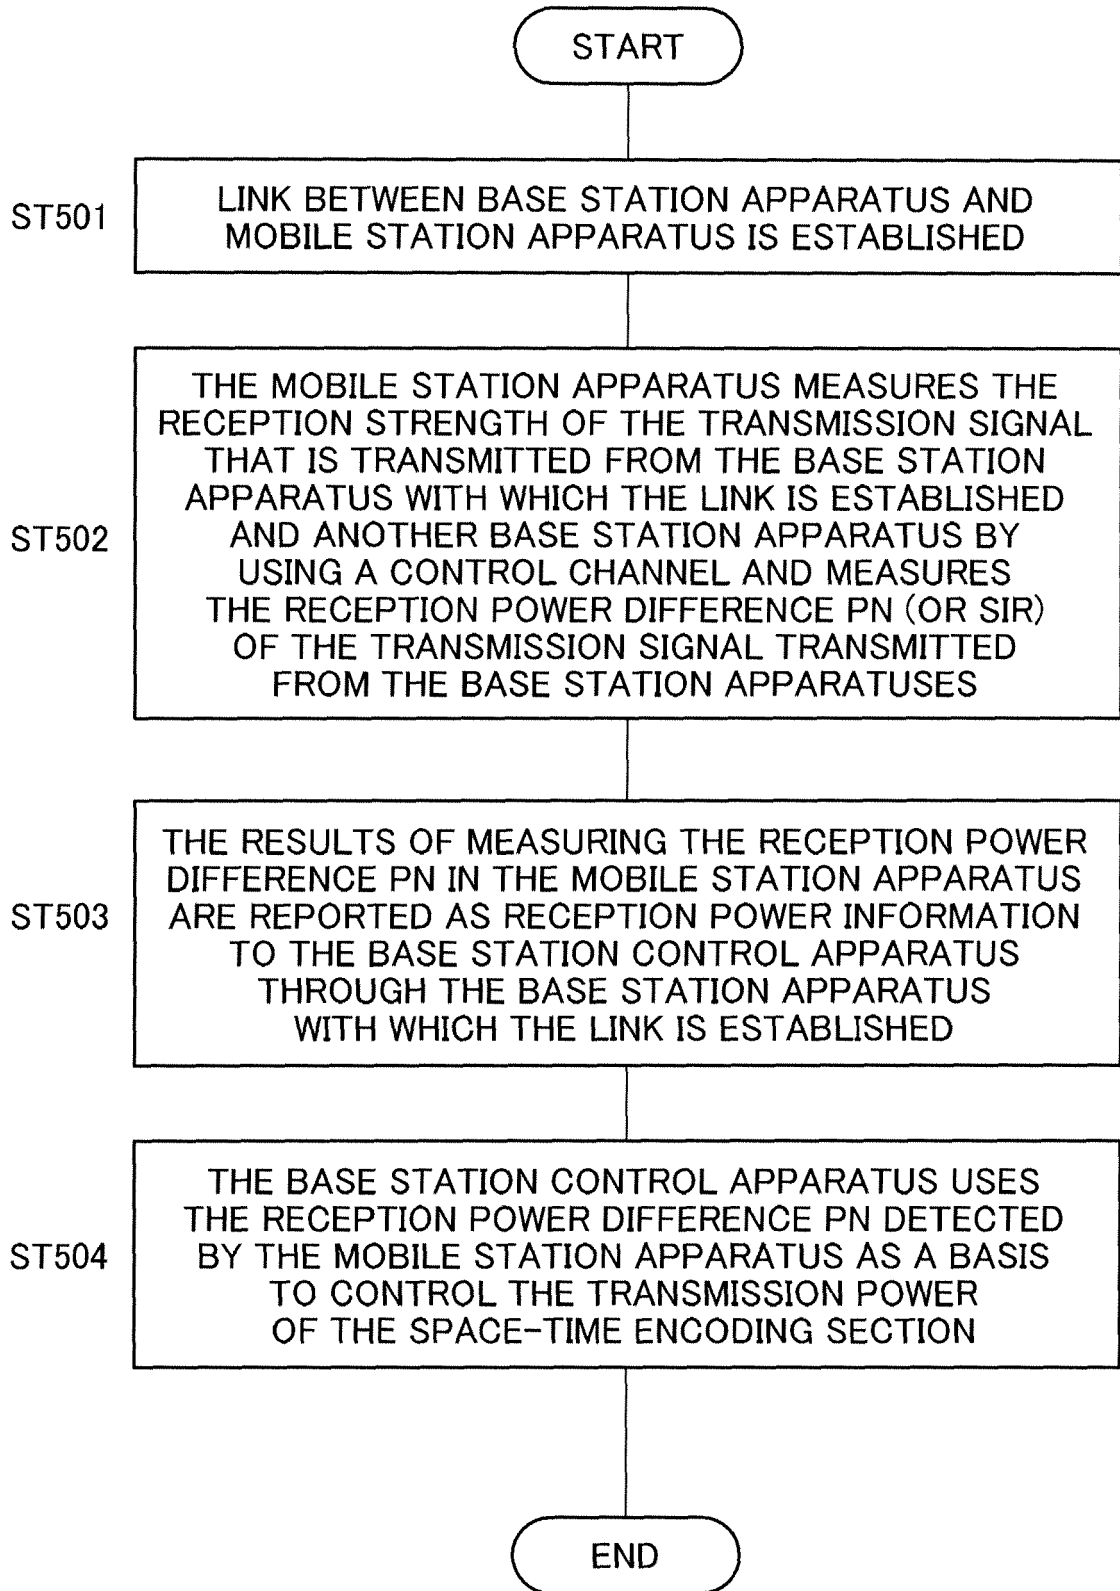 START
ST501
LINK BETWEEN BASE STATION APPARATUS AND
MOBILE STATION APPARATUS IS ESTABLISHED
ST502
THE MOBILE STATION APPARATUS MEASURES THE
RECEPTION STRENGTH OF THE TRANSMISSION SIGNAL
THAT IS TRANSMITTED FROM THE BASE STATION
APPARATUS WITH WHICH THE LINK IS ESTABLISHED
AND ANOTHER BASE STATION APPARATUS BY
USING A CONTROL CHANNEL AND MEASURES
THE RECEPTION POWER DIFFERENCE PN (OR SIR)
OF THE TRANSMISSION SIGNAL TRANSMITTED
FROM THE BASE STATION APPARATUSES
ST503
THE RESULTS OF MEASURING THE RECEPTION POWER
DIFFERENCE PN IN THE MOBILE STATION APPARATUS
ARE REPORTED AS RECEPTION POWER INFORMATION
TO THE BASE STATION CONTROL APPARATUS
THROUGH THE BASE STATION APPARATUS
WITH WHICH THE LINK IS ESTABLISHED
ST504
THE BASE STATION CONTROL APPARATUS USES
THE RECEPTION POWER DIFFERENCE PN DETECTED
BY THE MOBILE STATION APPARATUS AS A BASIS
TO CONTROL THE TRANSMISSION POWER
OF THE SPACE-TIME ENCODING SECTION
END